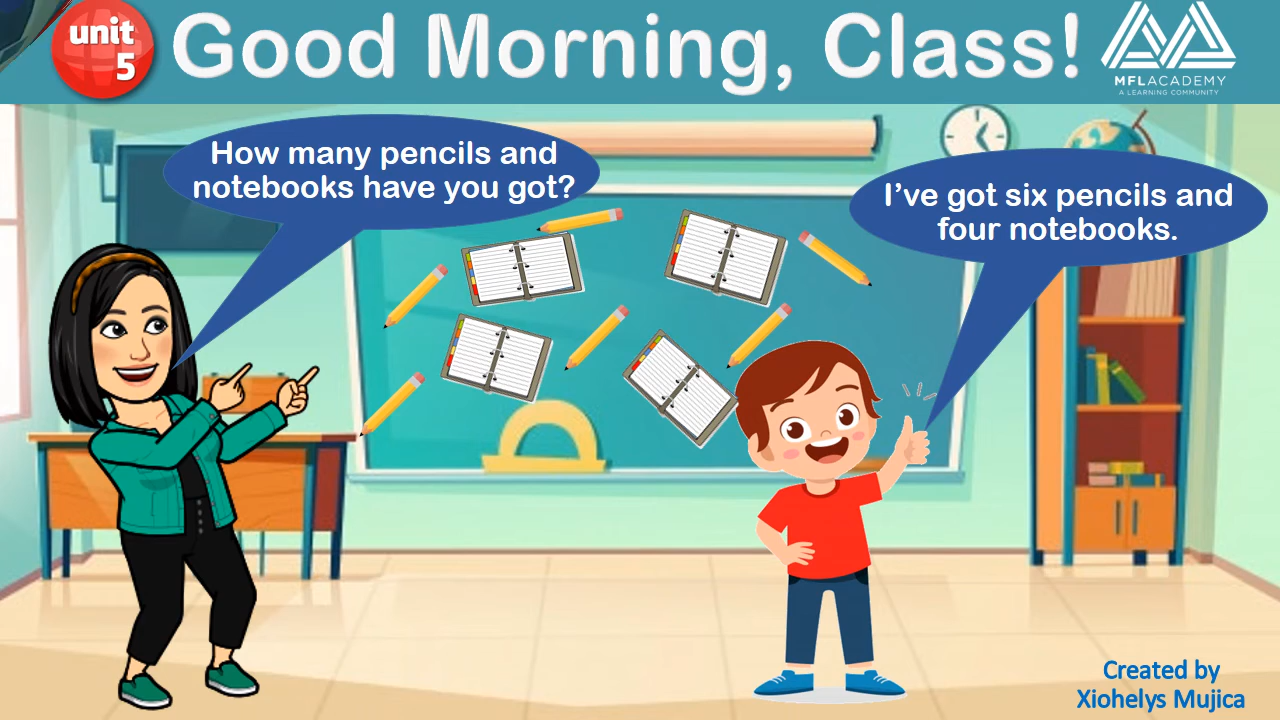 unit
5
Good Morning, Class!
MFLACADEMY
A LEARNING COMMUNITY
How many pencils and
notebooks have you got?
I've got six pencils and
four notebooks.
Created by
Xiohelys Mujica